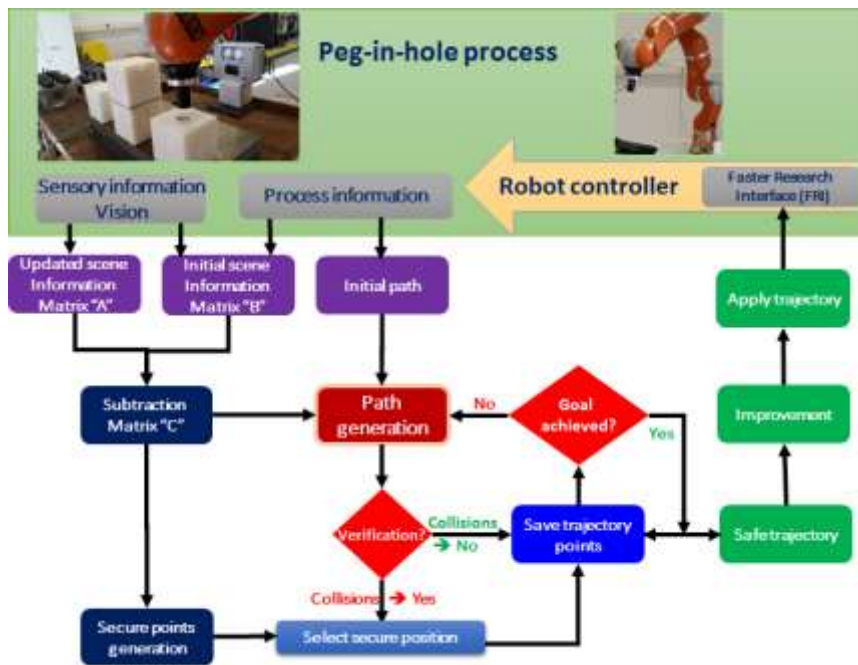 Peg-in-hole process
Sensory information
Vision
Process information
Robot controller
Faster Research
Interface (FRI)
Updated scene
Information
Matrix "A"
Initial scene
Information
Matrix "B"
Initial path
Apply trajectory
Subtraction
Matrix "C"
Path
generation
No
Goal
achieved?
Yes
Improvement
Verification?
Collisions
➔ No
Save trajectory
points
Safe trajectory
Collisions ➔ Yes
Secure points
generation
Select secure position